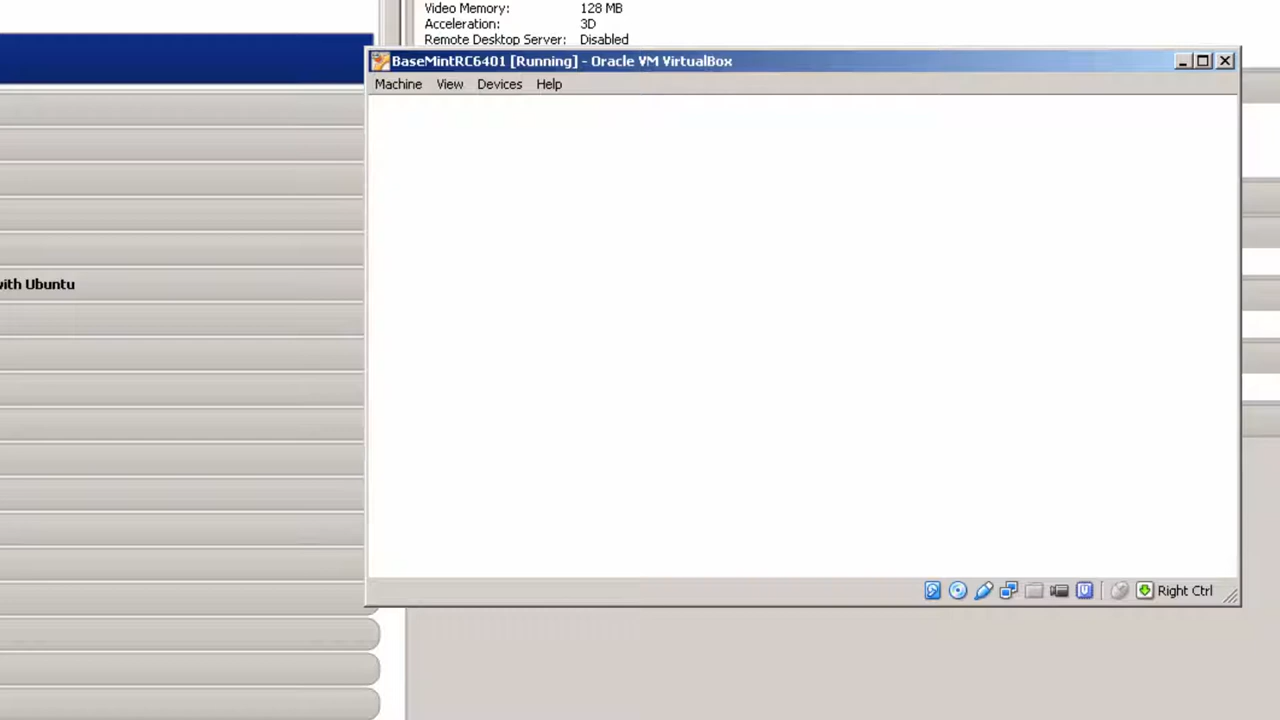 Video Memory: 128 MB
Acceleration: 3D
Remote Desktop Server: Disabled
BaseMintRC6401 [Running] - Oracle VM VirtualBox
Machine View Devices Help
with Ubuntu
Right Ctrl